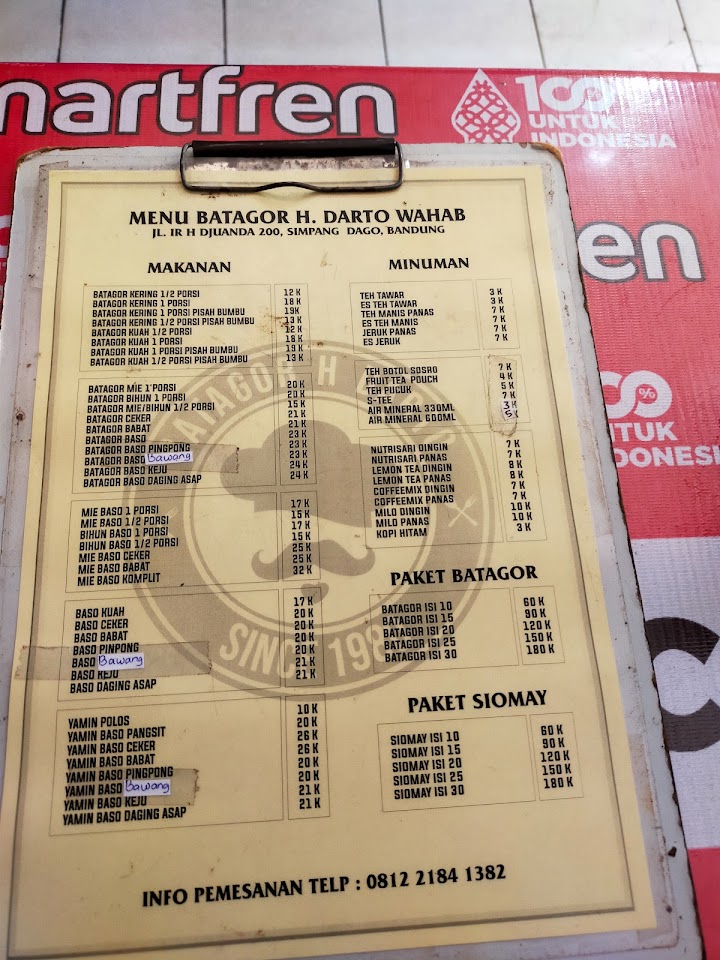 martfren
100%
UNTUK
INDONESIA
en
%
TUK
DONESIA
MENU BATAGOR H. DARTO WAHAB
JL. IR H DJUANDA 200, SIMPANG DAGO, BANDUNG
MAKANAN
BATAGOR KERING 1/2 PORSI 12 K
BATAGOR KERING 1 PORSI 18 K
BATAGOR KERING 1 PORSI PISAH BUMBU 19K
BATAGOR KERING 1/2 PORSI PISAH BUMBU 13 K
BATAGOR KUAH 1/2 PORSI 12 K
BATAGOR KUAH 1 PORSI 18 K
BATAGOR KUAH 1 PORSI PISAH BUMBU 19 K
BATAGOR KUAH 1/2 PORSI PISAH BUMBU 13 K
BATAGOR MIE 1 PORSI 20 K
BATAGOR BIHUN 1 PORSI 20 K
BATAGOR MIE/BIHUN 1/2 PORSI 15 K
BATAGOR CEKER 21 K
BATAGOR BABAT 21 K
BATAGOR BASO 23 K
BATAGOR BASO PINGPONG 23 K
BATAGOR BASO Bawang 23 K
BATAGOR BASO KEJU 24 K
BATAGOR BASO DAGING ASAP 24 K
MIE BASO 1 PORSI 17 K
MIE BASO 1/2 PORSI 15 K
BIHUN BASO 1 PORSI 17 K
BIHUN BASO 1/2 PORSI 15 K
MIE BASO CEKER 25 K
MIE BASO BABAT 25 K
MIE BASO KOMPLIT 32 K
BASO KUAH 17 K
BASO CEKER 20 K
BASO BABAT 20 K
BASO PINPONG 20 K
BASO Bawang 20 K
BASO KEJU 21 K
BASO DAGING ASAP 21 K
YAMIN POLOS 10 K
YAMIN BASO PANGSIT 20 K
YAMIN BASO CEKER 26 K
YAMIN BASO BABAT 26 K
YAMIN BASO PINGPONG 20 K
YAMIN BASO Bawang 20 K
YAMIN BASO KEJU 21 K
YAMIN BASO DAGING ASAP 21 K
MINUMAN
TEH TAWAR 3 K
ES TEH TAWAR 3 K
TEH MANIS PANAS 7 K
ES TEH MANIS 7 K
JERUK PANAS 7 K
ES JERUK 7 K
TEH BOTOL SOSRO 7 K
FRUIT TEA POUCH 4 K
TEH PUCUK 5 K
S-TEE 7 K
AIR MINERAL 330ML 3K
AIR MINERAL 600ML 5K
NUTRISARI DINGIN 7 K
NUTRISARI PANAS 7 K
LEMON TEA DINGIN 8 K
LEMON TEA PANAS 8 K
COFFEEMIX DINGIN 7 K
COFFEEMIX PANAS 7 K
MILO DINGIN 10 K
MILO PANAS 10 K
KOPI HITAM 3 K
PAKET BATAGOR
BATAGOR ISI 10 60 K
BATAGOR ISI 15 90 K
BATAGOR ISI 20 120 K
BATAGOR ISI 25 150 K
BATAGOR ISI 30 180 K
PAKET SIOMAY
SIOMAY ISI 10 60 K
SIOMAY ISI 15 90 K
SIOMAY ISI 20 120 K
SIOMAY ISI 25 150 K
SIOMAY ISI 30 180 K
INFO PEMESANAN TELP : 0812 2184 1382